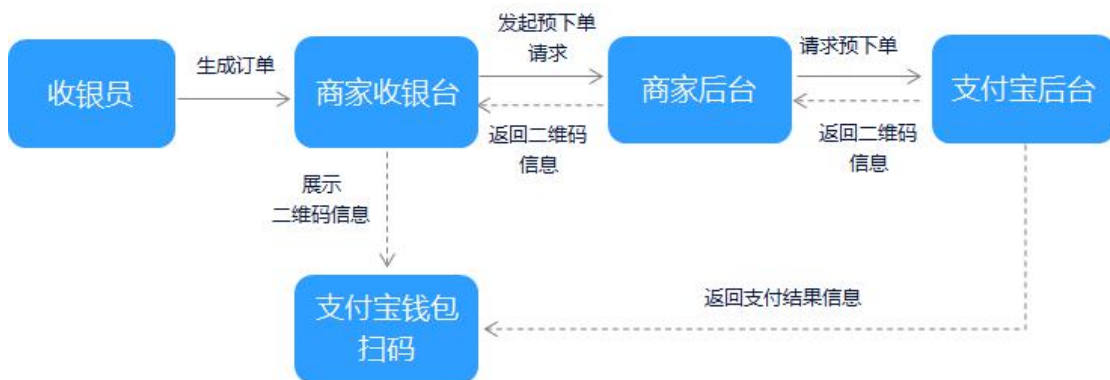 发起预下单
请求
生成订单
请求预下单
收银员
商家收银台
商家后台
支付宝后台
返回二维码
信息
返回二维码
信息
展示
二维码信息
支付宝钱包
扫码
返回支付结果信息